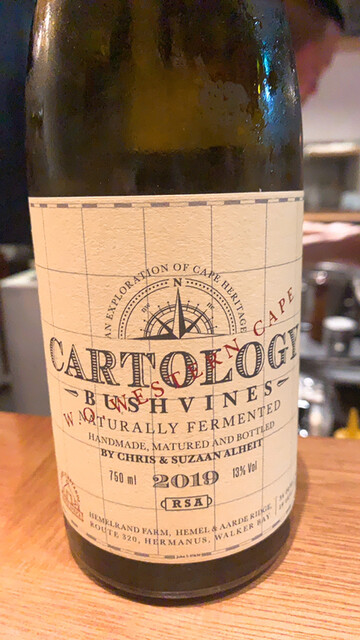 AN EXPLORATION OF CAPE HERITAGE
N
CARTOLOGY
W.O. WESTERN CAPE
BUSHVINES
NATURALLY FERMENTED
HANDMADE, MATURED AND BOTTLED
BY CHRIS & SUZAAN ALHEIT
750 ml 2019 13% Vol
RSA
HEMELRAND FARM, HEMEL & AARDE RIDGE,
ROUTE 320, HERMANUS, WALKER BAY